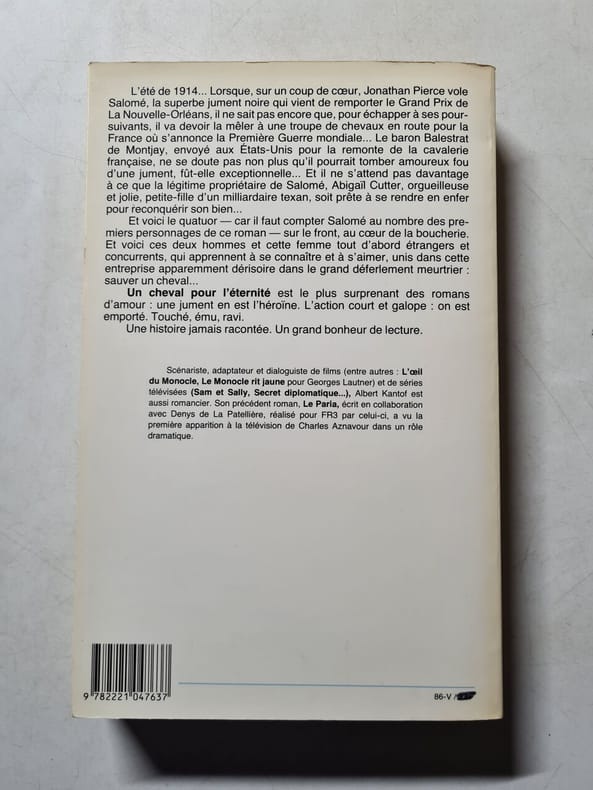 L'été de 1914... Lorsque, sur un coup de cœur, Jonathan Pierce vole
Salomé, la superbe jument noire qui vient de remporter le Grand Prix de
La Nouvelle-Orléans, il ne sait pas encore que, pour échapper à ses pour-
suivants, il va devoir la mêler à une troupe de chevaux en route pour la
France où s'annonce la Première Guerre mondiale... Le baron Balestrat
de Montjay, envoyé aux États-Unis pour la remonte de la cavalerie
française, ne se doute pas non plus qu'il pourrait tomber amoureux fou
d'une jument, fût-elle exceptionnelle... Et il ne s'attend pas davantage
à ce que la légitime propriétaire de Salomé, Abigaïl Cutter, orgueilleuse
et jolie, petite-fille d'un milliardaire texan, soit prête à se rendre en enfer
pour reconquérir son bien...
Et voici le quatuor — car il faut compter Salomé au nombre des pre-
miers personnages de ce roman — sur le front, au cœur de la boucherie.
Et voici ces deux hommes et cette femme tout d'abord étrangers et
concurrents, qui apprennent à se connaître et à s'aimer, unis dans cette
entreprise apparemment dérisoire dans le grand déferlement meurtrier :
sauver un cheval...
Un cheval pour l'éternité est le plus surprenant des romans
d'amour : une jument en est l'héroïne. L'action court et galope : on est
emporté. Touché, ému, ravi.
Une histoire jamais racontée. Un grand bonheur de lecture.
Scénariste, adaptateur et dialoguiste de films (entre autres : L'œil
du Monocle, Le Monocle rit jaune pour Georges Lautner) et de séries
télévisées (Sam et Sally, Secret diplomatique...), Albert Kantof est
aussi romancier. Son précédent roman, Le Paria, écrit en collaboration
avec Denys de La Patellière, réalisé pour FR3 par celui-ci, a vu la
première apparition à la télévision de Charles Aznavour dans un rôle
dramatique.
9 782221 047637
86-V /